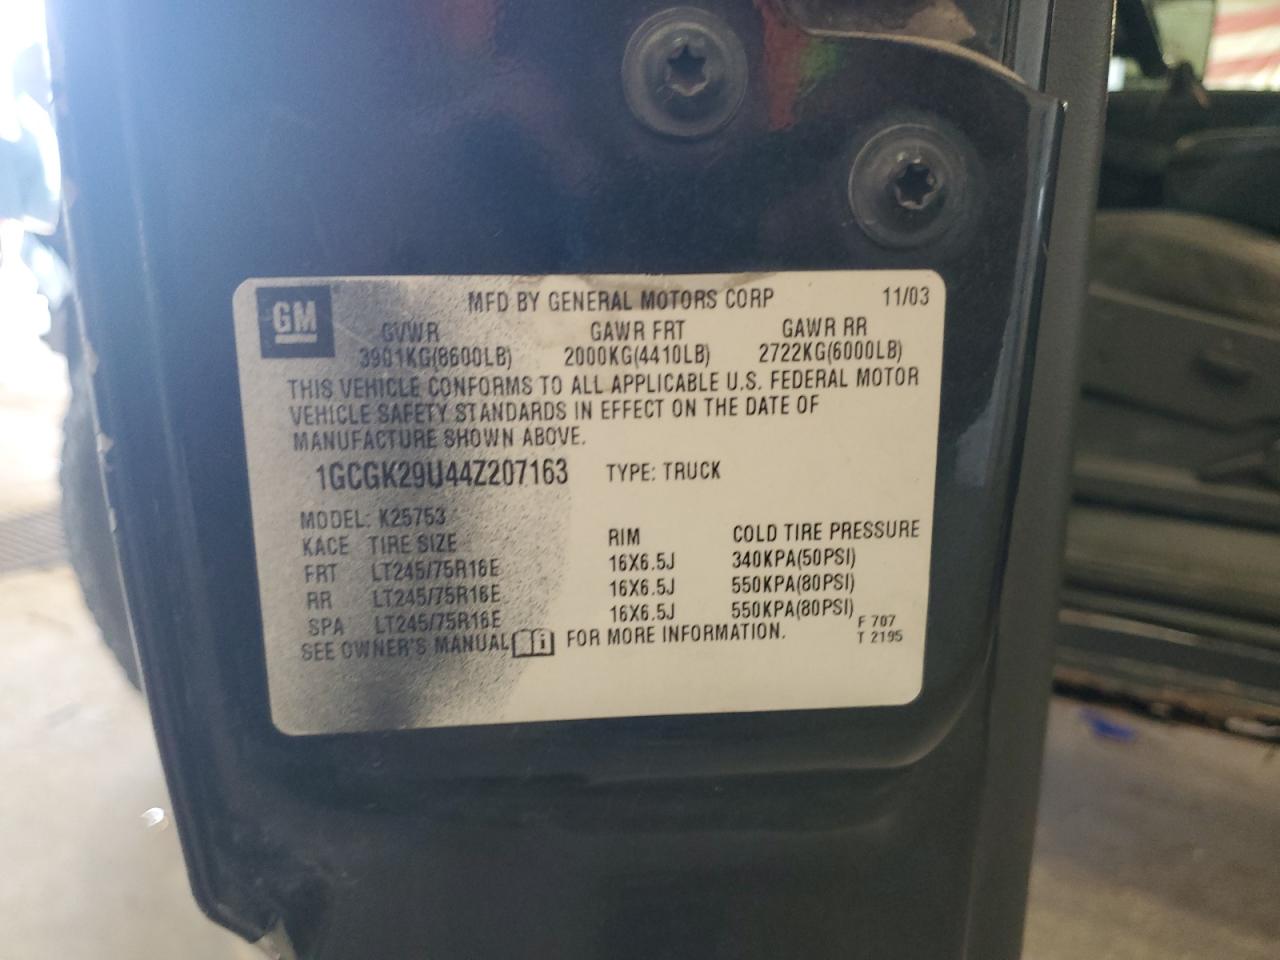 GM
MFD BY GENERAL MOTORS CORP 11/03
GVWR GAWR FRT GAWR RR
3901KG(8600LB) 2000KG(4410LB) 2722KG(6000LB)
THIS VEHICLE CONFORMS TO ALL APPLICABLE U.S. FEDERAL MOTOR
VEHICLE SAFETY STANDARDS IN EFFECT ON THE DATE OF
MANUFACTURE SHOWN ABOVE.
1GCGK29U44Z207163 TYPE: TRUCK
MODEL: K25753
KACE TIRE SIZE RIM COLD TIRE PRESSURE
FRT LT245/75R16E 16X6.5J 340KPA(50PSI)
RR LT245/75R16E 16X6.5J 550KPA(80PSI)
SPA LT245/75R16E 16X6.5J 550KPA(80PSI)
SEE OWNER'S MANUAL i FOR MORE INFORMATION.
F 707
T 2195